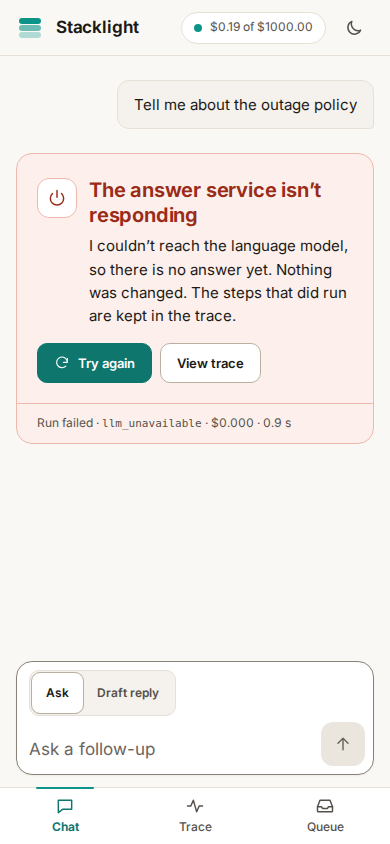 Stacklight
$0.19 of $1000.00
Tell me about the outage policy
The answer service isn’t
responding
I couldn’t reach the language model,
so there is no answer yet. Nothing
was changed. The steps that did run
are kept in the trace.
Try again
View trace
Run failed · llm_unavailable · $0.000 · 0.9 s
Ask
Draft reply
Ask a follow-up
Chat
Trace
Queue